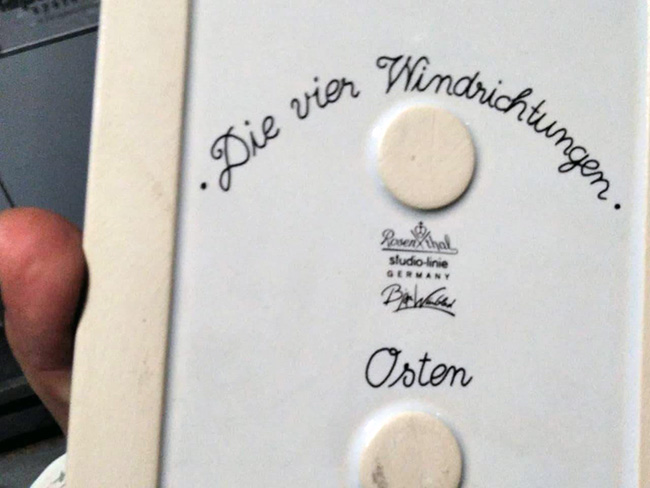 . Die vier Windrichtungen .
Rosenthal
studio-linie
GERMANY
Osten